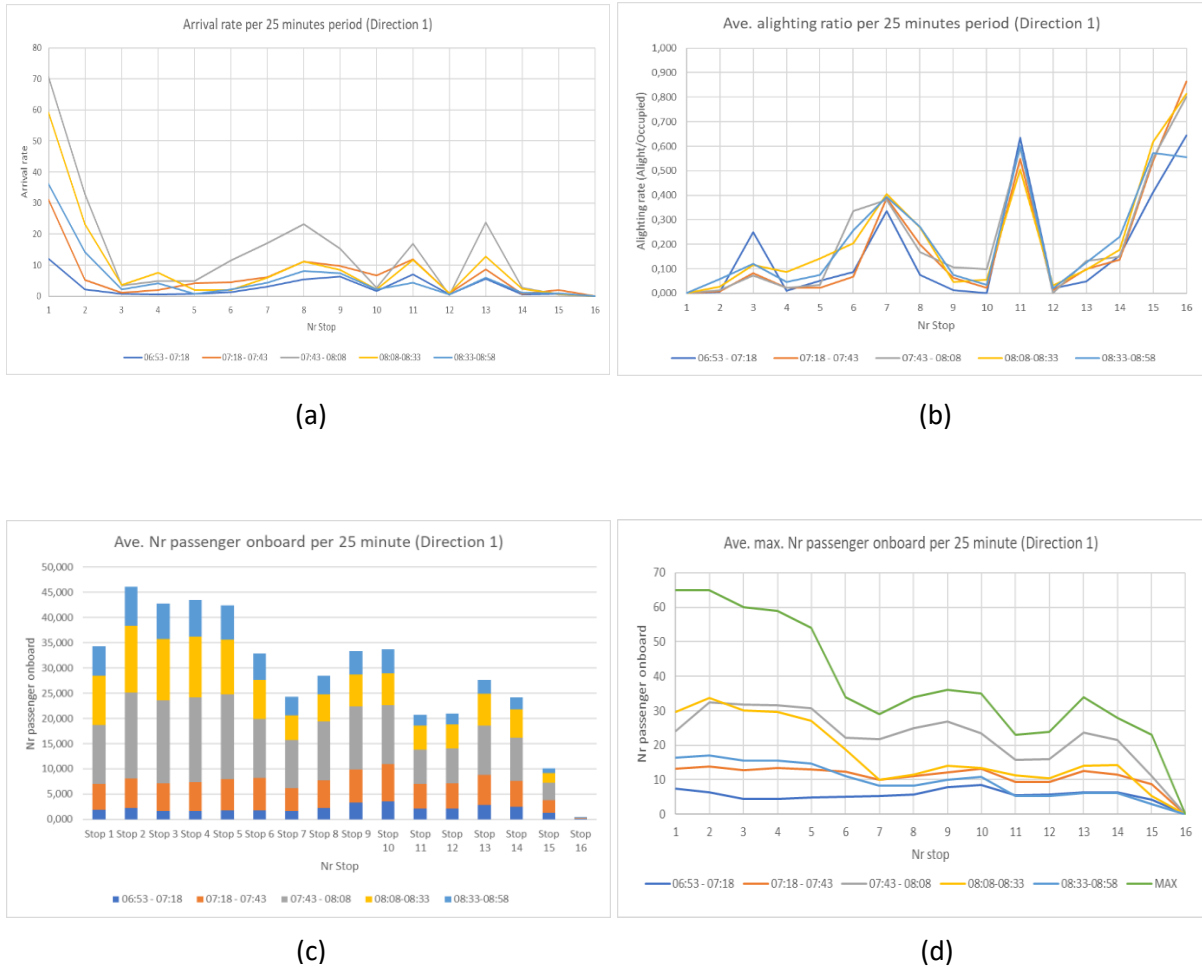 Arrival rate per 25 minutes period (Direction 1)
80
70
60
50
40
30
20
10
0
Arrival rate
1 2 3 4 5 6 7 8 9 10 11 12 13 14 15 16
Nr Stop
06:53 - 07:18 07:18 - 07:43 07:43 - 08:08 08:08-08:33 08:33-08:58
(a)
Ave. alighting ratio per 25 minutes period (Direction 1)
1,000
0,900
0,800
0,700
0,600
0,500
0,400
0,300
0,200
0,100
0,000
Alighting rate (Alight/Occupied)
1 2 3 4 5 6 7 8 9 10 11 12 13 14 15 16
Nr Stop
06:53 - 07:18 07:18 - 07:43 07:43 - 08:08 08:08-08:33 08:33-08:58
(b)
Ave. Nr passenger onboard per 25 minute (Direction 1)
50,000
45,000
40,000
35,000
30,000
25,000
20,000
15,000
10,000
5,000
0,000
Nr passenger onboard
Stop 1 Stop 2 Stop 3 Stop 4 Stop 5 Stop 6 Stop 7 Stop 8 Stop 9 Stop Stop Stop Stop Stop Stop Stop
10 11 12 13 14 15 16
Nr Stop
06:53 - 07:18 07:18 - 07:43 07:43 - 08:08 08:08-08:33 08:33-08:58
(c)
Ave. max. Nr passenger onboard per 25 minute (Direction 1)
70
60
50
40
30
20
10
0
Nr passenger onboard
1 2 3 4 5 6 7 8 9 10 11 12 13 14 15 16
Nr stop
06:53 - 07:18 07:18 - 07:43 07:43 - 08:08 08:08-08:33 08:33-08:58 MAX
(d)